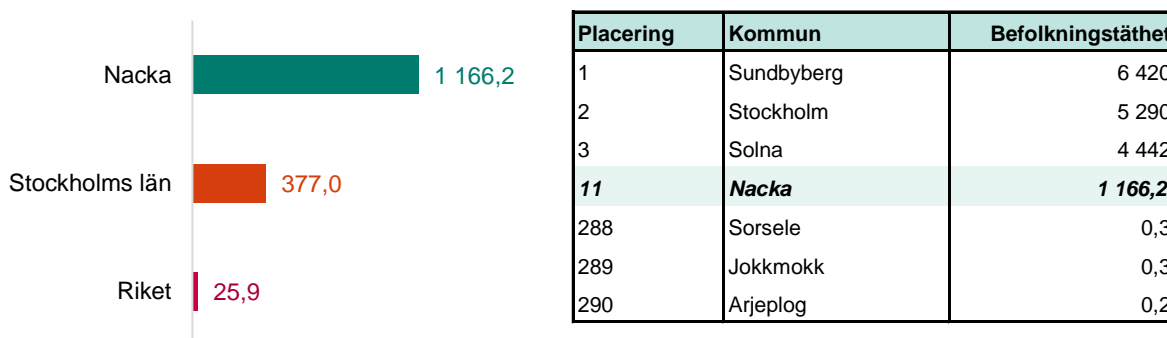 Nacka 1 166,2
Stockholms län 377,0
Riket 25,9
Placering Kommun Befolkningstäthet
1 Sundbyberg 6 420
2 Stockholm 5 290
3 Solna 4 442
11 Nacka 1 166,2
288 Sorsele 0,3
289 Jokkmokk 0,3
290 Arjeplog 0,2